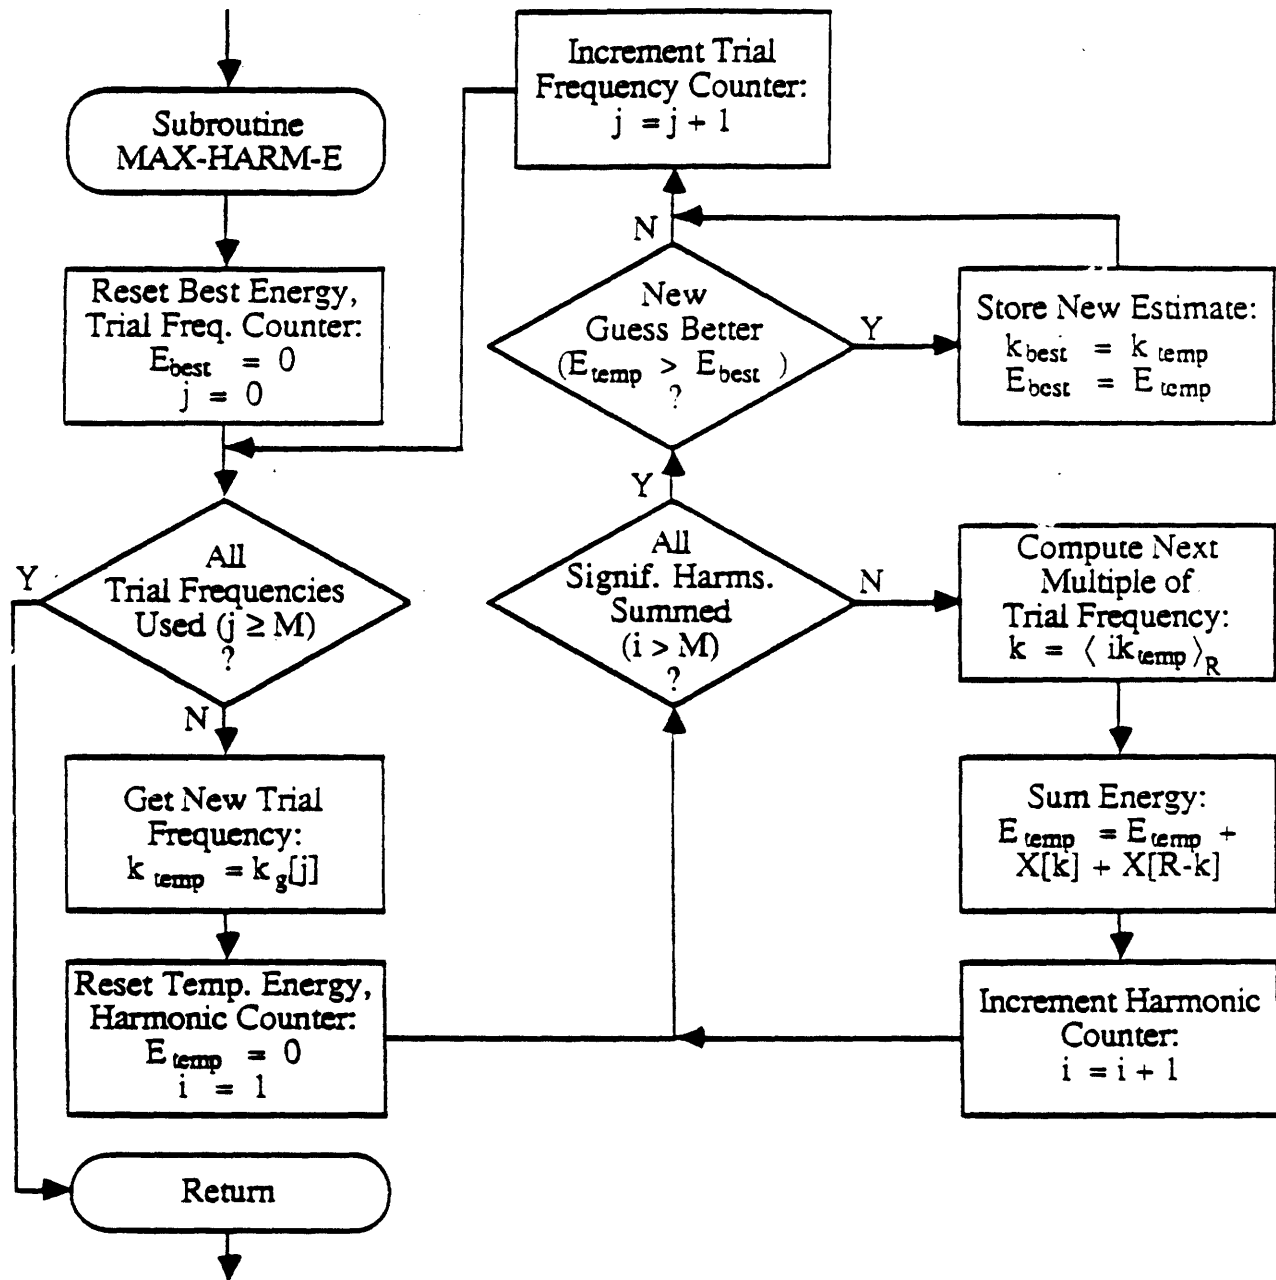 Subroutine
MAX-HARM-E
Reset Best Energy,
Trial Freq. Counter:
E_best = 0
j = 0
All
Trial Frequencies
Used (j ≥ M)
?
Y
N
Get New Trial
Frequency:
k_temp = k_g[j]
Reset Temp. Energy,
Harmonic Counter:
E_temp = 0
i = 1
Return
Increment Trial
Frequency Counter:
j = j + 1
N
New
Guess Better
(E_temp > E_best )
?
Y
Store New Estimate:
k_best = k_temp
E_best = E_temp
Y
All
Signif. Harms.
Summed
(i > M)
?
N
Compute Next
Multiple of
Trial Frequency:
k = ⟨ ik_temp ⟩_R
Sum Energy:
E_temp = E_temp +
X[k] + X[R-k]
Increment Harmonic
Counter:
i = i + 1